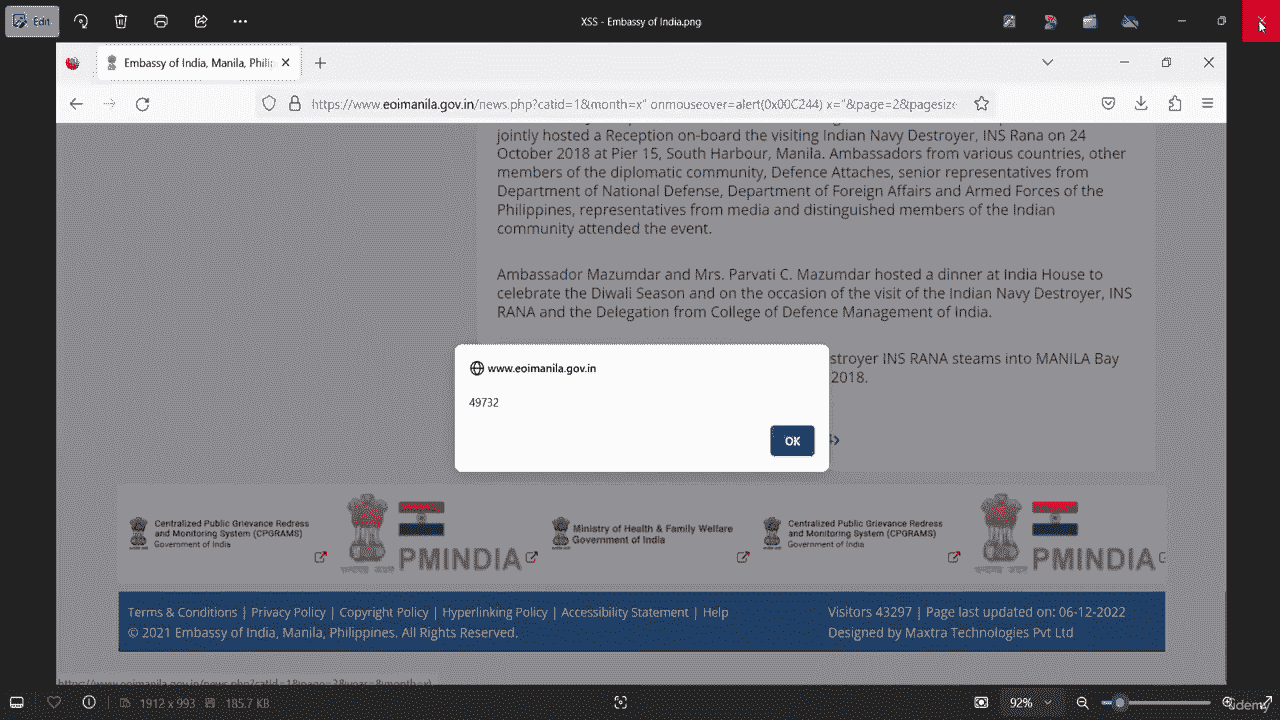 Edit
XSS - Embassy of India.png
Embassy of India, Manila, Philip
https://www.eoimanila.gov.in/news.php?catid=1&month=x" onmouseover=alert(0x00C244) x="&page=2&pagesize
jointly hosted a Reception on-board the visiting Indian Navy Destroyer, INS Rana on 24
October 2018 at Pier 15, South Harbour, Manila. Ambassadors from various countries, other
members of the diplomatic community, Defence Attaches, senior representatives from
Department of National Defense, Department of Foreign Affairs and Armed Forces of the
Philippines, representatives from media and distinguished members of the Indian
community attended the event.
Ambassador Mazumdar and Mrs. Parvati C. Mazumdar hosted a dinner at India House to
celebrate the Diwali Season and on the occasion of the visit of the Indian Navy Destroyer, INS
RANA and the Delegation from College of Defence Management of India.
stroyer INS RANA steams into MANILA Bay
2018.
www.eoimanila.gov.in
49732
OK
Centralized Public Grievance Redress
and Monitoring System (CPGRAMS)
Government of India
PMINDIA
Ministry of Health & Family Welfare
Government of India
Centralized Public Grievance Redress
and Monitoring System (CPGRAMS)
Government of India
PMINDIA
Terms & Conditions | Privacy Policy | Copyright Policy | Hyperlinking Policy | Accessibility Statement | Help
Visitors 43297 | Page last updated on: 06-12-2022
© 2021 Embassy of India, Manila, Philippines. All Rights Reserved.
Designed by Maxtra Technologies Pvt Ltd
1912 x 993
185.7 KB
92%
Udemy